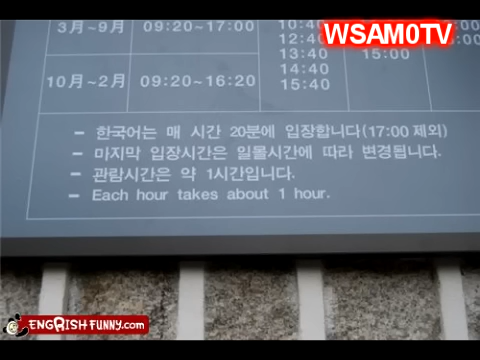 WSAM0TV
3月~9月 09:20~17:00 10:40
12:40
13:40 15:00
14:40
10月~2月 09:20~16:20 15:40
- 한국어는 매 시간 20분에 입장합니다(17:00 제외)
- 마지막 입장시간은 일몰시간에 따라 변경됩니다.
- 관람시간은 약 1시간입니다.
- Each hour takes about 1 hour.
ENGRISH FUNNY.com